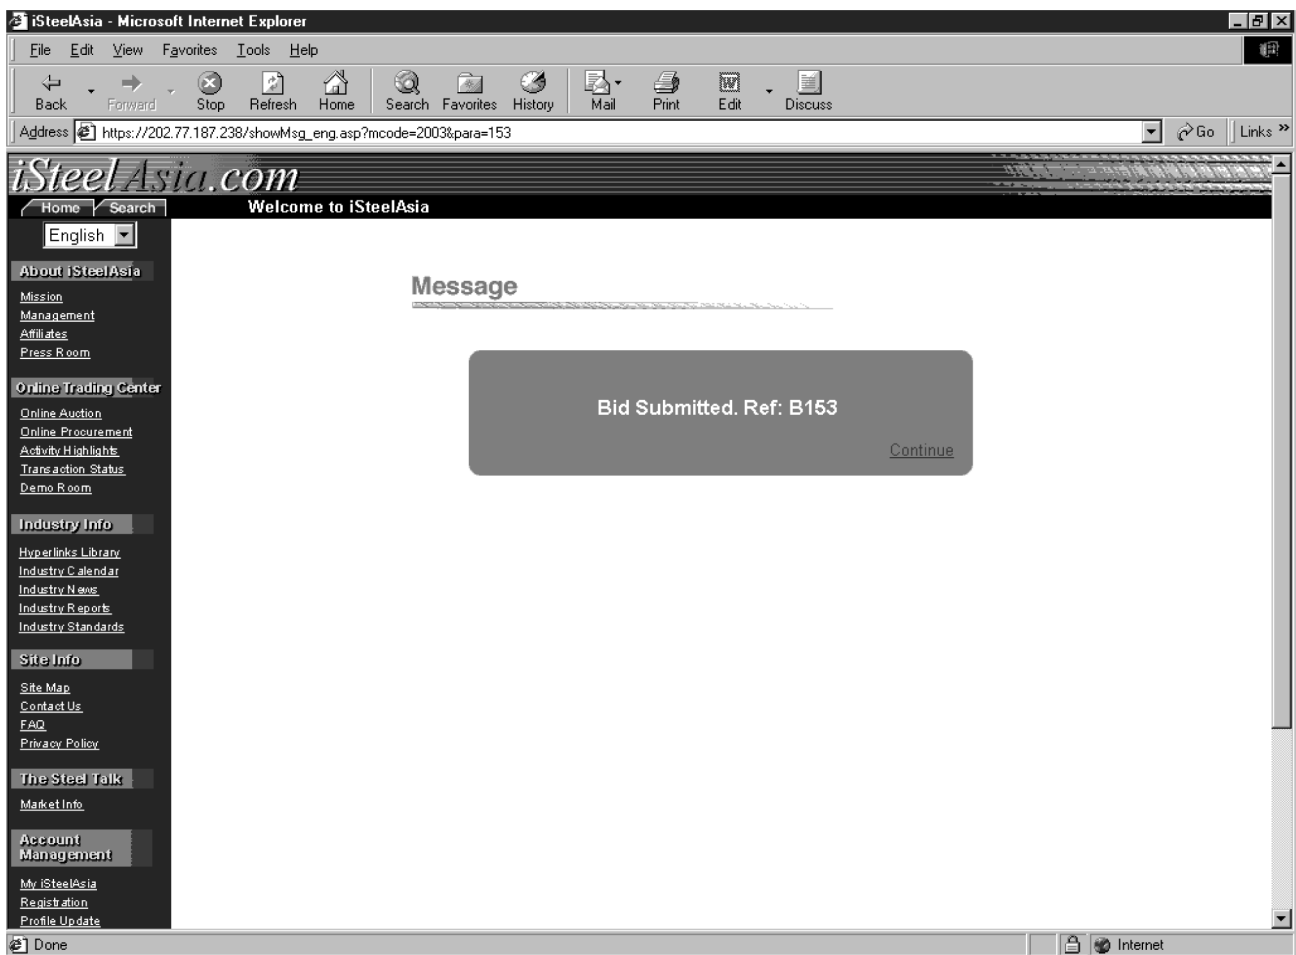 iSteelAsia - Microsoft Internet Explorer
File Edit View Favorites Tools Help
Back Forward Stop Refresh Home Search Favorites History Mail Print Edit Discuss
Address https://202.77.187.238/showMsg_eng.asp?mcode=2003&para=153 Go Links »
iSteelAsia.com
Home Search Welcome to iSteelAsia
English
About iSteelAsia
Mission
Management
Affiliates
Press Room
Online Trading Center
Online Auction
Online Procurement
Activity Highlights
Transaction Status
Demo Room
Industry Info
Hyperlinks Library
Industry Calendar
Industry News
Industry Reports
Industry Standards
Site Info
Site Map
Contact Us
FAQ
Privacy Policy
The Steel Talk
Market Info
Account
Management
My iSteelAsia
Registration
Profile Update
Message
Bid Submitted. Ref: B153
Continue
Done Internet